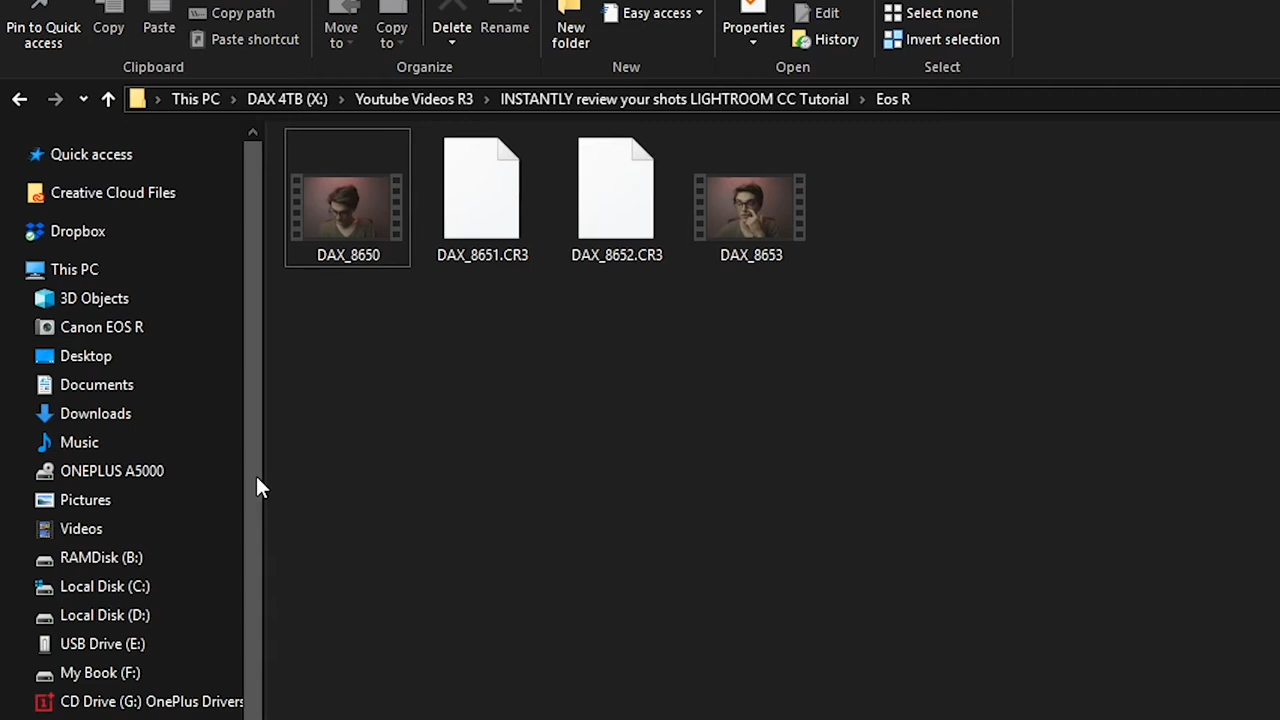 Pin to Quick access
Copy
Paste
Copy path
Paste shortcut
Move to
Copy to
Delete
Rename
New folder
Easy access
Properties
Edit
History
Select none
Invert selection
Clipboard
Organize
New
Open
Select
This PC > DAX 4TB (X:) > Youtube Videos R3 > INSTANTLY review your shots LIGHTROOM CC Tutorial > Eos R
Quick access
Creative Cloud Files
Dropbox
This PC
3D Objects
Canon EOS R
Desktop
Documents
Downloads
Music
ONEPLUS A5000
Pictures
Videos
RAMDisk (B:)
Local Disk (C:)
Local Disk (D:)
USB Drive (E:)
My Book (F:)
CD Drive (G:) OnePlus Drivers
DAX_8650
DAX_8651.CR3
DAX_8652.CR3
DAX_8653